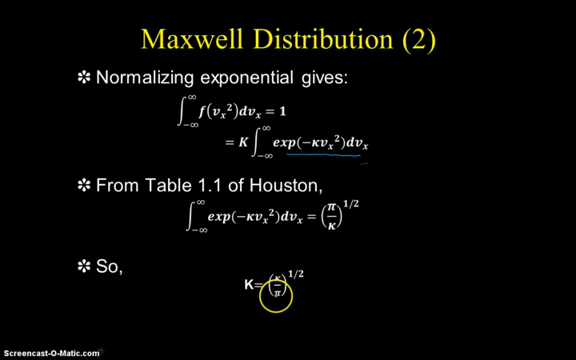 Maxwell Distribution (2)
✻ Normalizing exponential gives:
∫_{-∞}^{∞} f(v_x²)dv_x = 1
= K ∫_{-∞}^{∞} exp(-κv_x²)dv_x
✻ From Table 1.1 of Houston,
∫_{-∞}^{∞} exp(-κv_x²)dv_x = (π/κ)^{1/2}
✻ So,
K=(κ/π)^{1/2}
Screencast-O-Matic.com